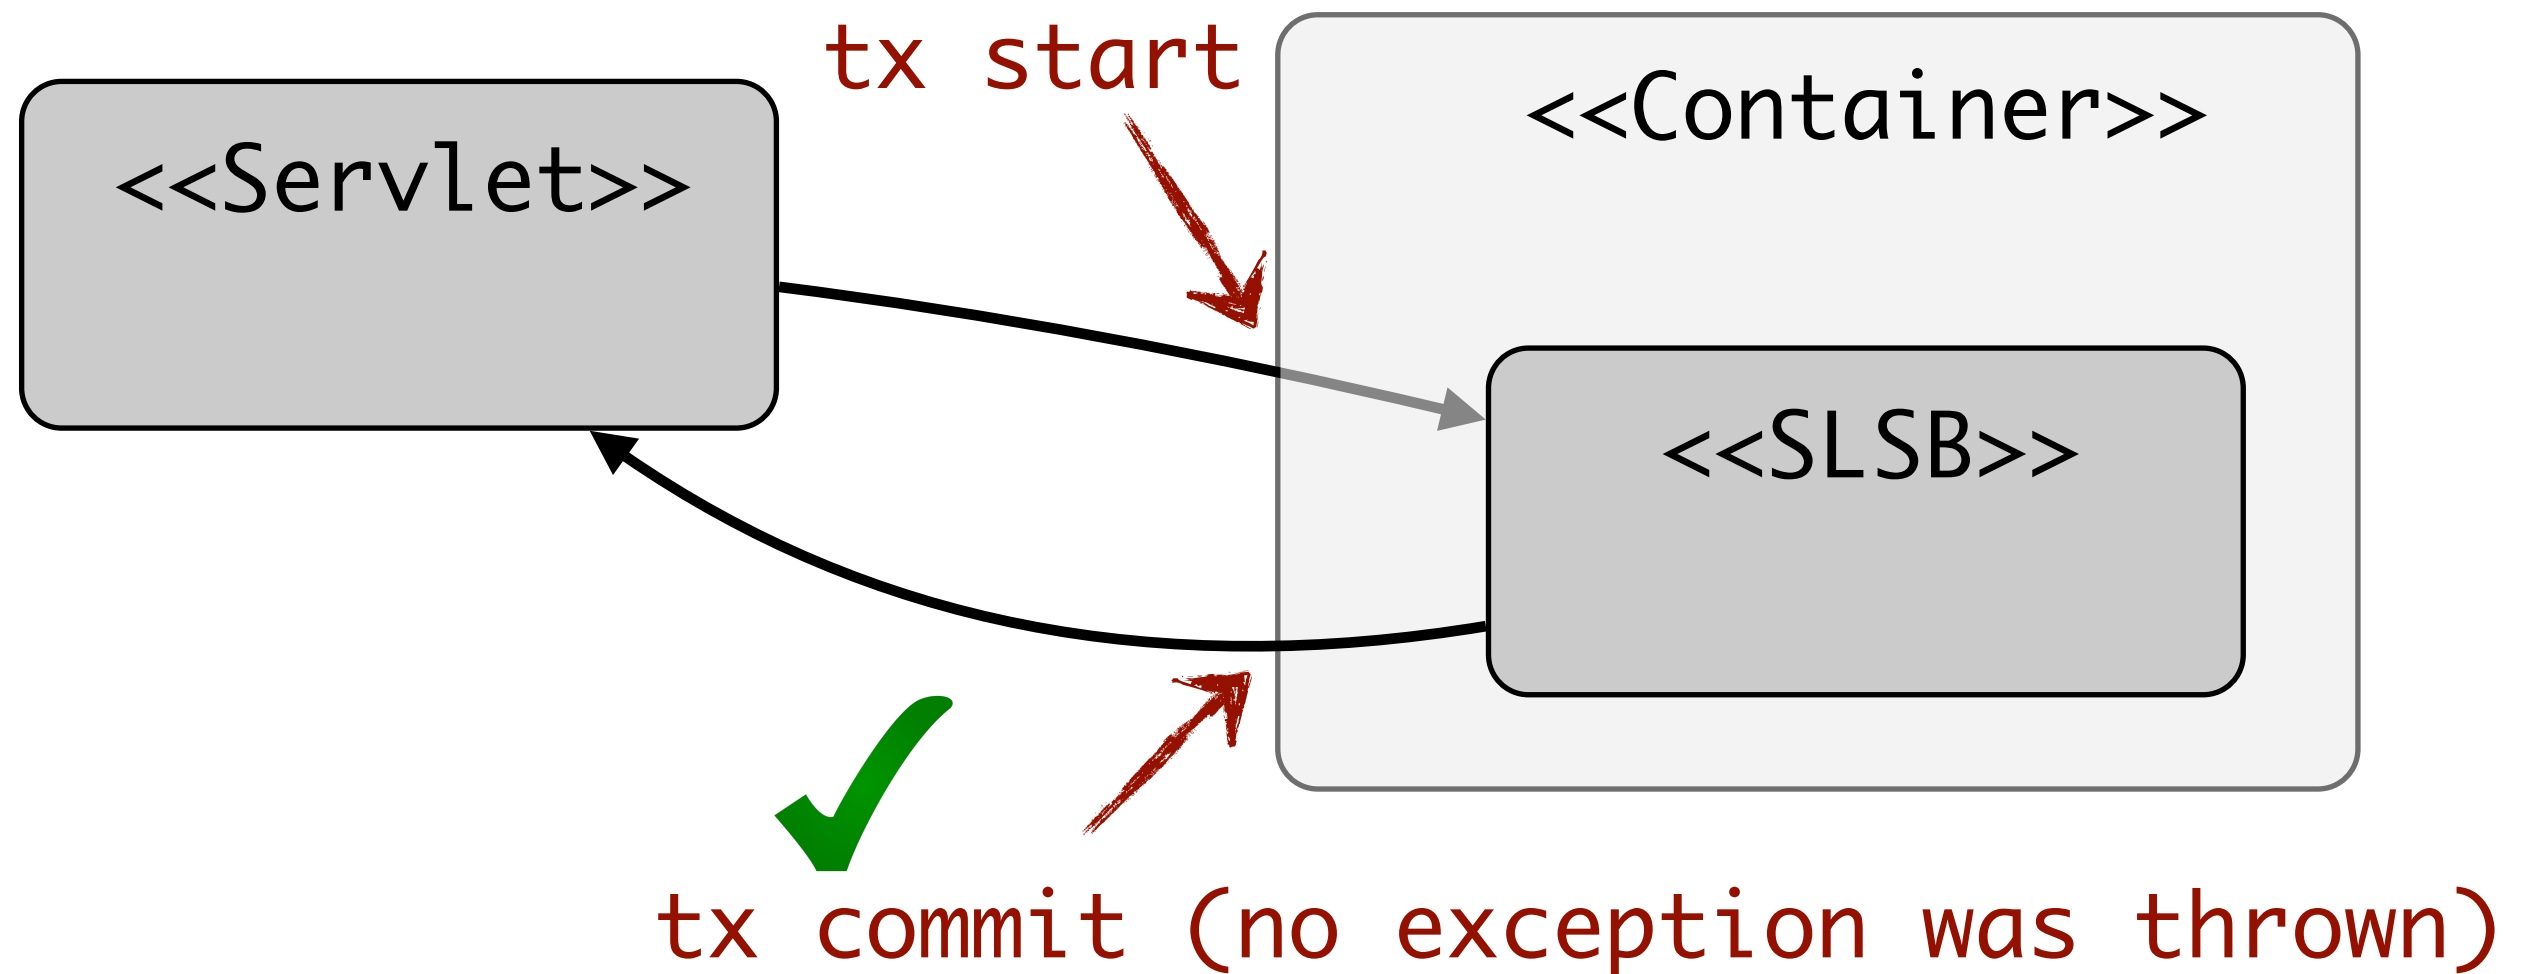 tx start
<<Container>>
<<Servlet>>
<<SLSB>>
tx commit (no exception was thrown)